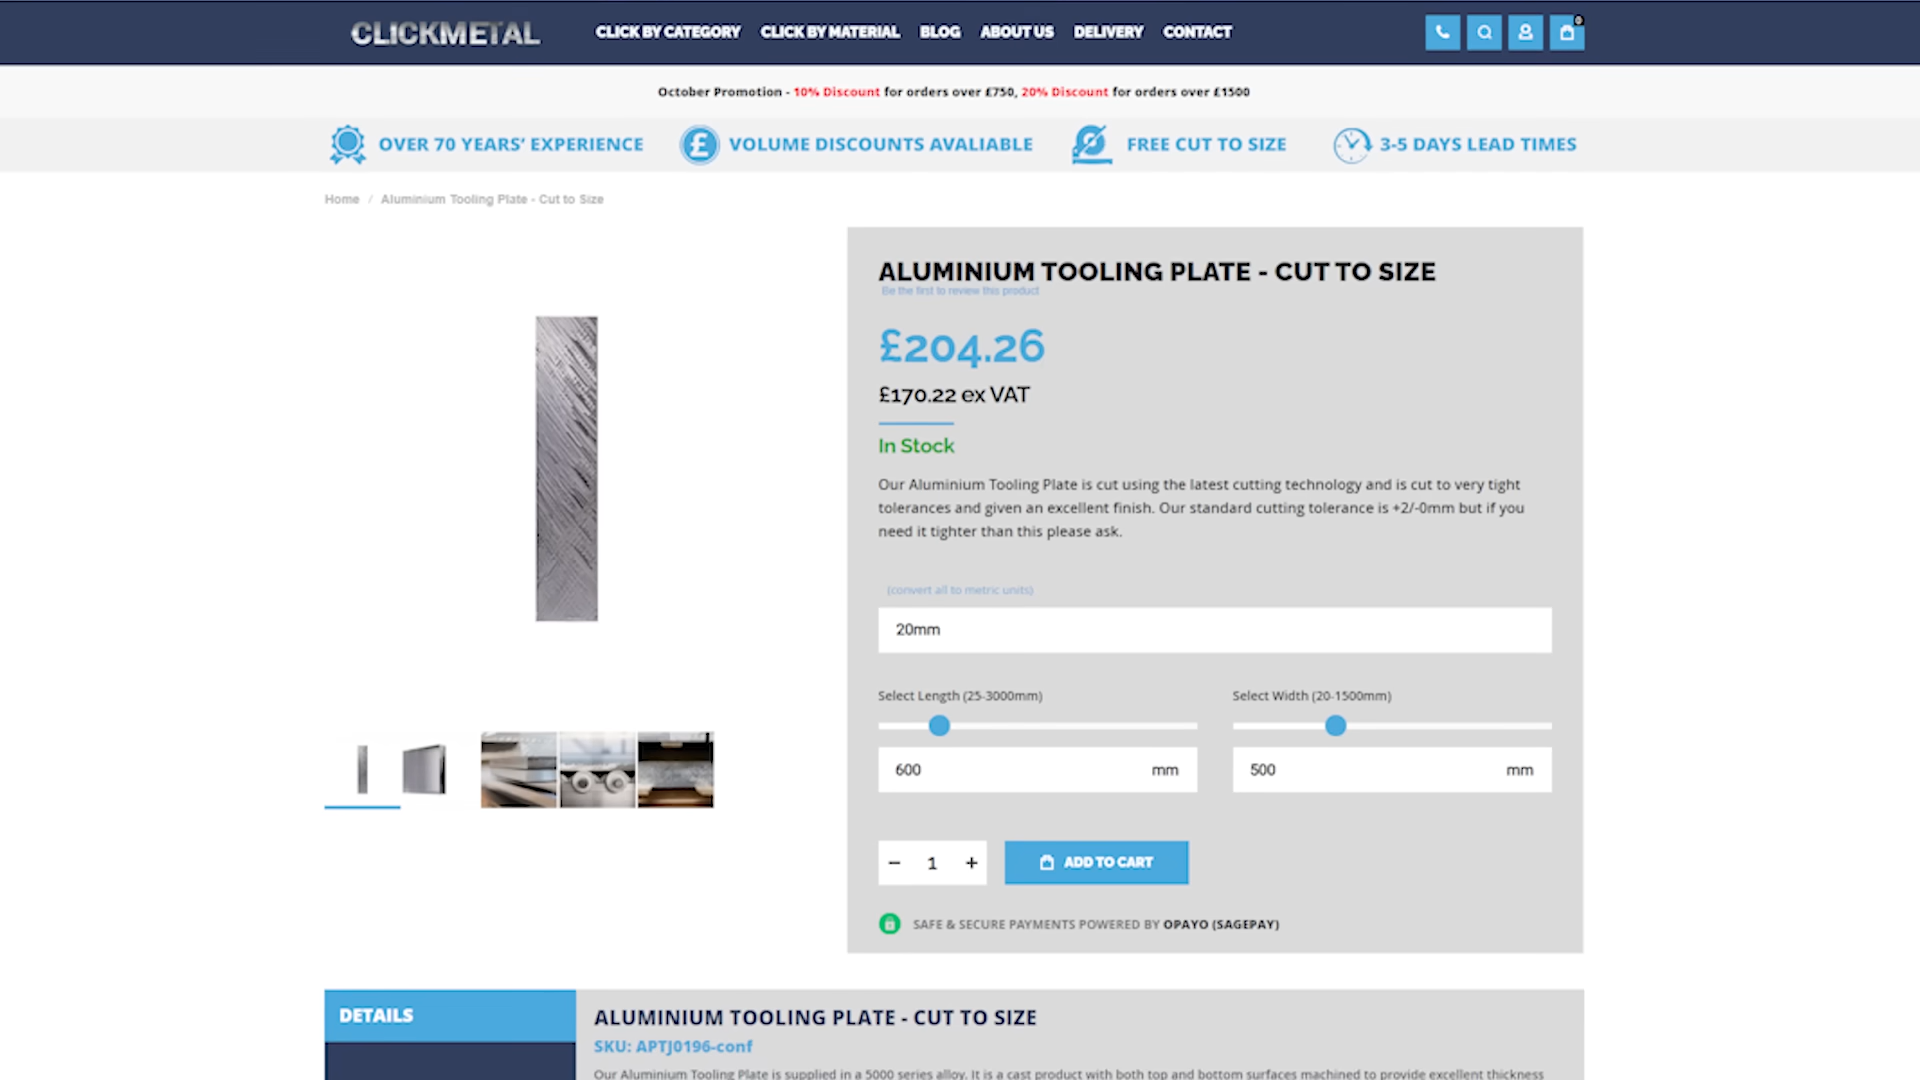 CLICKMETAL
CLICK BY CATEGORY CLICK BY MATERIAL BLOG ABOUT US DELIVERY CONTACT
0
October Promotion - 10% Discount for orders over £750, 20% Discount for orders over £1500
OVER 70 YEARS' EXPERIENCE VOLUME DISCOUNTS AVALIABLE FREE CUT TO SIZE 3-5 DAYS LEAD TIMES
Home / Aluminium Tooling Plate - Cut to Size
ALUMINIUM TOOLING PLATE - CUT TO SIZE
Be the first to review this product
£204.26
£170.22 ex VAT
In Stock
Our Aluminium Tooling Plate is cut using the latest cutting technology and is cut to very tight
tolerances and given an excellent finish. Our standard cutting tolerance is +2/-0mm but if you
need it tighter than this please ask.
(convert all to metric units)
20mm
Select Length (25-3000mm) Select Width (20-1500mm)
600 mm 500 mm
− 1 + ADD TO CART
SAFE & SECURE PAYMENTS POWERED BY OPAYO (SAGEPAY)
DETAILS
ALUMINIUM TOOLING PLATE - CUT TO SIZE
SKU: APTJ0196-conf
Our Aluminium Tooling Plate is supplied in a 5000 series alloy. It is a cast product with both top and bottom surfaces machined to provide excellent thickness